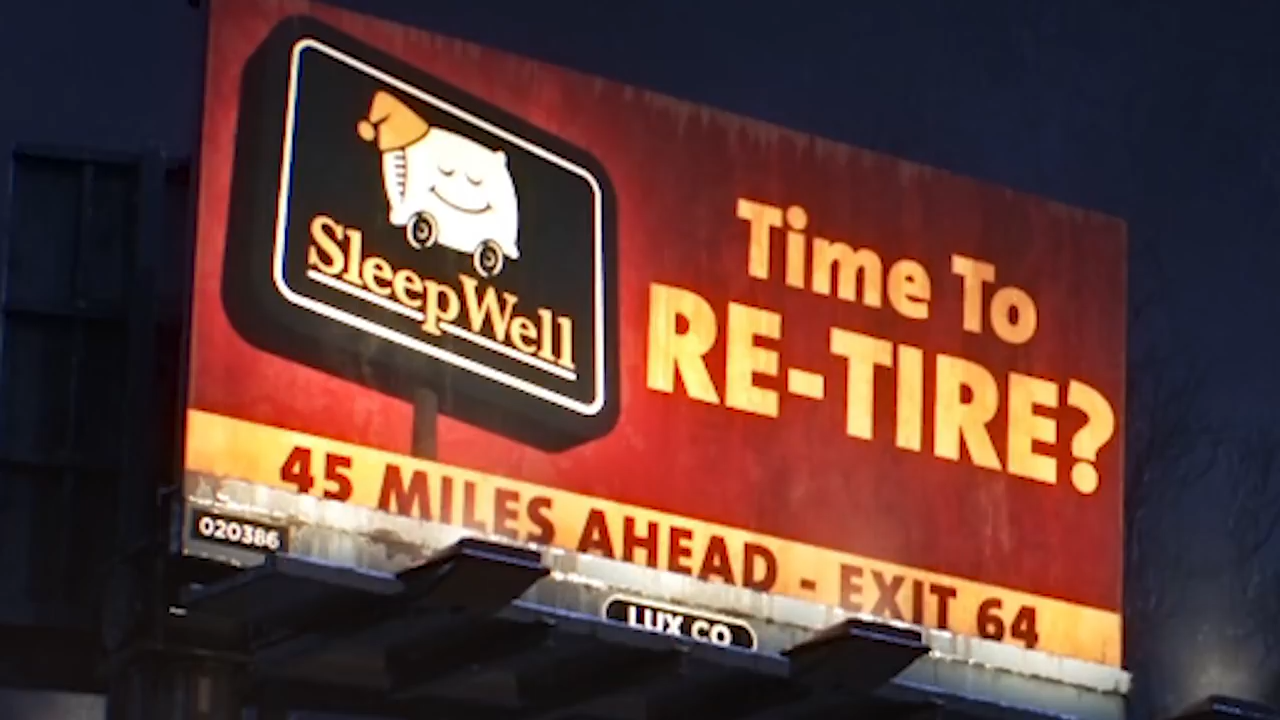 SleepWell
Time To
RE-TIRE?
45 MILES AHEAD - EXIT 64
020386
LUX CO